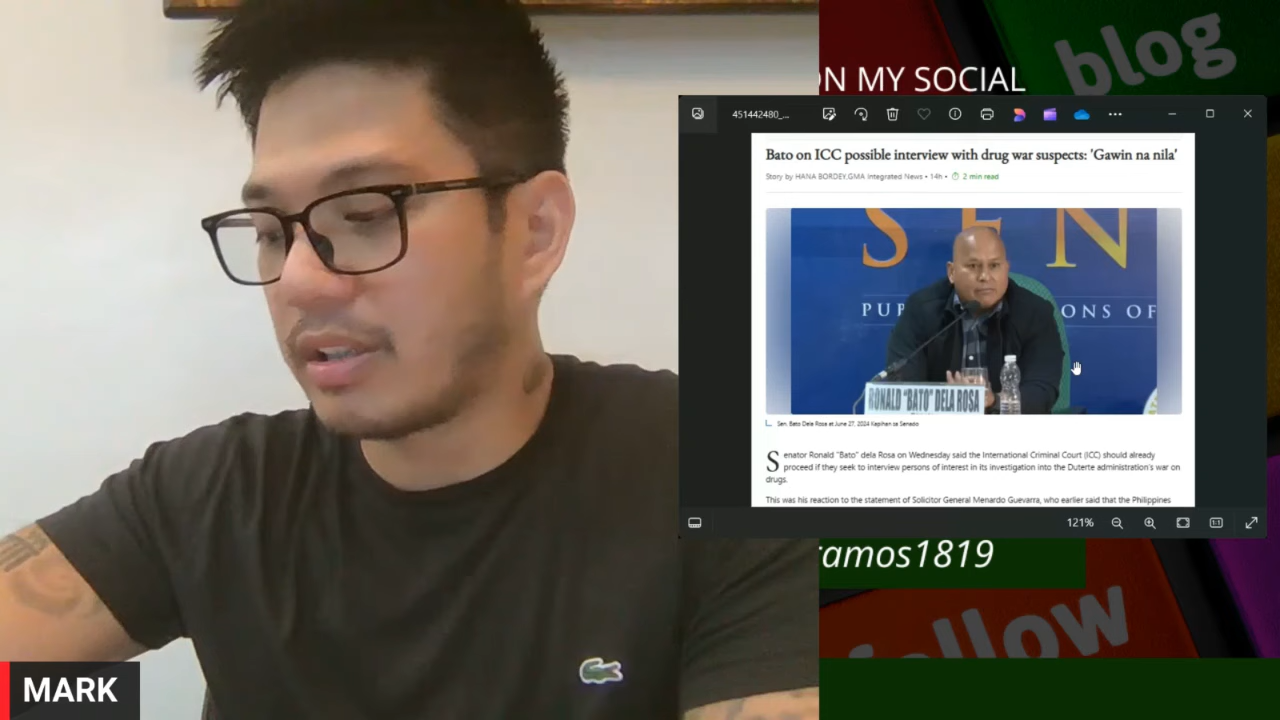 blog
ON MY SOCIAL
451442480_...
Bato on ICC possible interview with drug war suspects: 'Gawin na nila'
Story by HANA BORDEY,GMA Integrated News • 14h • 2 min read
SEN
PUB
ONS OF
RONALD "BATO" DELA ROSA
Sen. Bato Dela Rosa at June 27, 2024 Kapihan sa Senado
Senator Ronald "Bato" dela Rosa on Wednesday said the International Criminal Court (ICC) should already
proceed if they seek to interview persons of interest in its investigation into the Duterte administration's war on
drugs.
This was his reaction to the statement of Solicitor General Menardo Guevarra, who earlier said that the Philippines
121%
1:1
ramos1819
follow
MARK